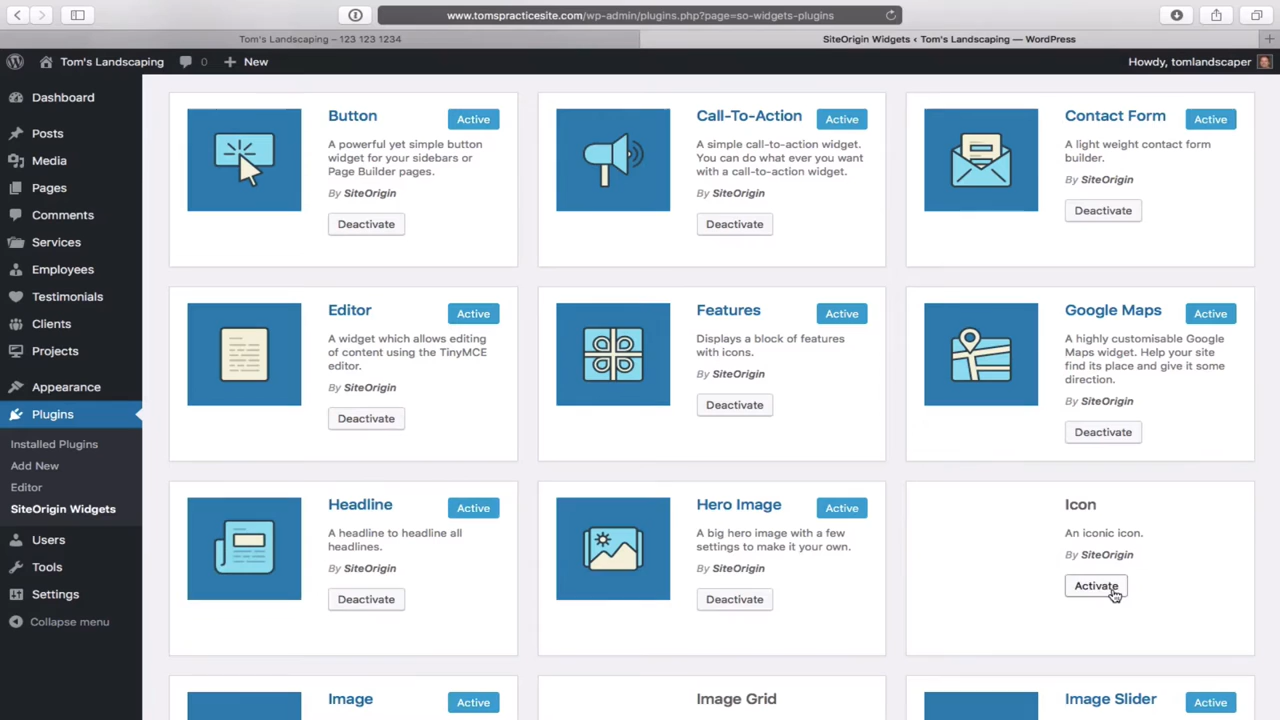 www.tomspracticesite.com/wp-admin/plugins.php?page=so-widgets-plugins
Tom's Landscaping – 123 123 1234
SiteOrigin Widgets ‹ Tom's Landscaping — WordPress
Tom's Landscaping
0
New
Howdy, tomlandscaper
Dashboard
Posts
Media
Pages
Comments
Services
Employees
Testimonials
Clients
Projects
Appearance
Plugins
Installed Plugins
Add New
Editor
SiteOrigin Widgets
Users
Tools
Settings
Collapse menu
Button
Active
A powerful yet simple button
widget for your sidebars or
Page Builder pages.
By SiteOrigin
Deactivate
Call-To-Action
Active
A simple call-to-action widget.
You can do what ever you want
with a call-to-action widget.
By SiteOrigin
Deactivate
Contact Form
Active
A light weight contact form
builder.
By SiteOrigin
Deactivate
Editor
Active
A widget which allows editing
of content using the TinyMCE
editor.
By SiteOrigin
Deactivate
Features
Active
Displays a block of features
with icons.
By SiteOrigin
Deactivate
Google Maps
Active
A highly customisable Google
Maps widget. Help your site
find its place and give it some
direction.
By SiteOrigin
Deactivate
Headline
Active
A headline to headline all
headlines.
By SiteOrigin
Deactivate
Hero Image
Active
A big hero image with a few
settings to make it your own.
By SiteOrigin
Deactivate
Icon
An iconic icon.
By SiteOrigin
Activate
Image
Active
Image Grid
Image Slider
Active